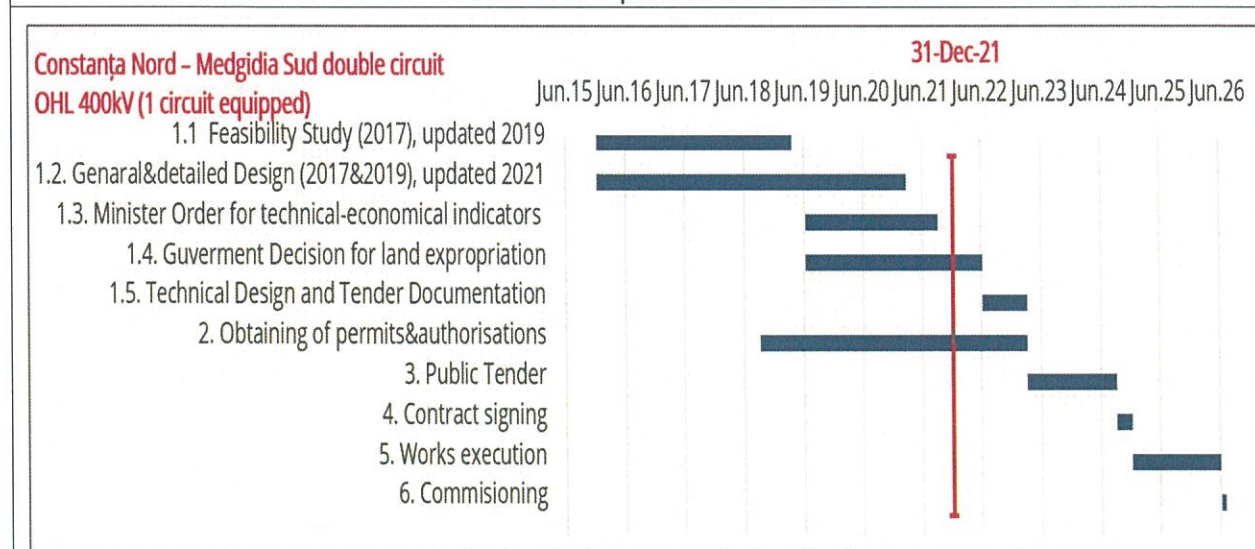 Constanța Nord – Medgidia Sud double circuit
OHL 400kV (1 circuit equipped)
31-Dec-21
Jun.15 Jun.16 Jun.17 Jun.18 Jun.19 Jun.20 Jun.21 Jun.22 Jun.23 Jun.24 Jun.25 Jun.26
1.1 Feasibility Study (2017), updated 2019
1.2. Genaral&detailed Design (2017&2019), updated 2021
1.3. Minister Order for technical-economical indicators
1.4. Guverment Decision for land expropriation
1.5. Technical Design and Tender Documentation
2. Obtaining of permits&authorisations
3. Public Tender
4. Contract signing
5. Works execution
6. Commisioning